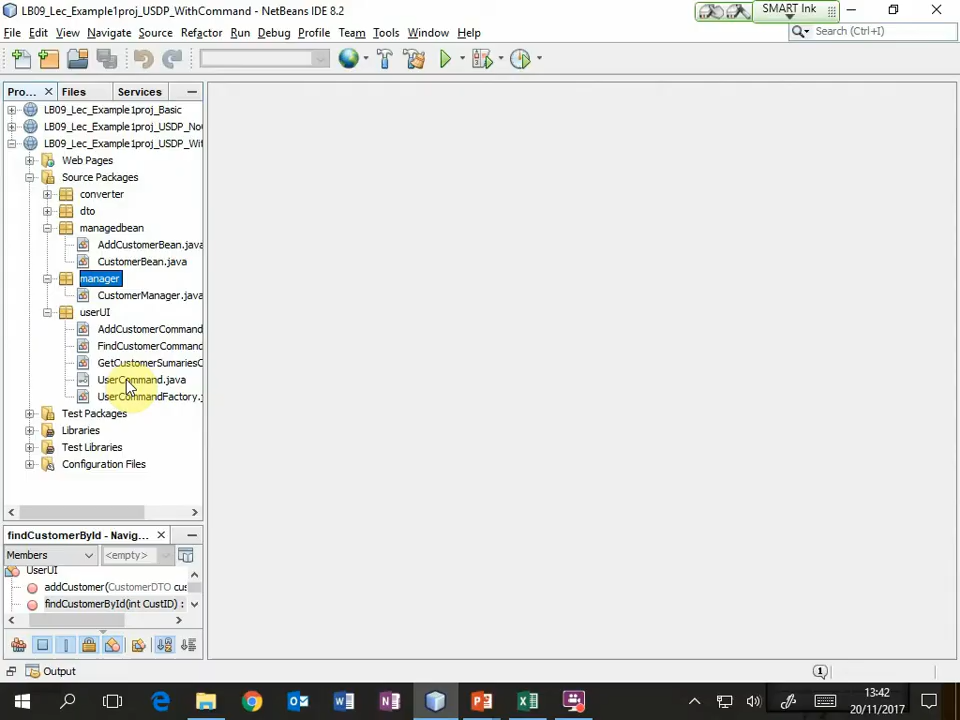 LB09_Lec_Example1proj_USDP_WithCommand - NetBeans IDE 8.2
SMART Ink
File Edit View Navigate Source Refactor Run Debug Profile Team Tools Window Help
Search (Ctrl+I)
Pro... Files Services
LB09_Lec_Example1proj_Basic
LB09_Lec_Example1proj_USDP_No
LB09_Lec_Example1proj_USDP_Wit
Web Pages
Source Packages
converter
dto
managedbean
AddCustomerBean.java
CustomerBean.java
manager
CustomerManager.java
userUI
AddCustomerCommand
FindCustomerCommand
GetCustomerSumariesC
UserCommand.java
UserCommandFactory.j
Test Packages
Libraries
Test Libraries
Configuration Files
findCustomerById - Navig...
Members <empty>
UserUI
addCustomer(CustomerDTO cus
findCustomerById(int CustID) :
Output
1
13:42
20/11/2017